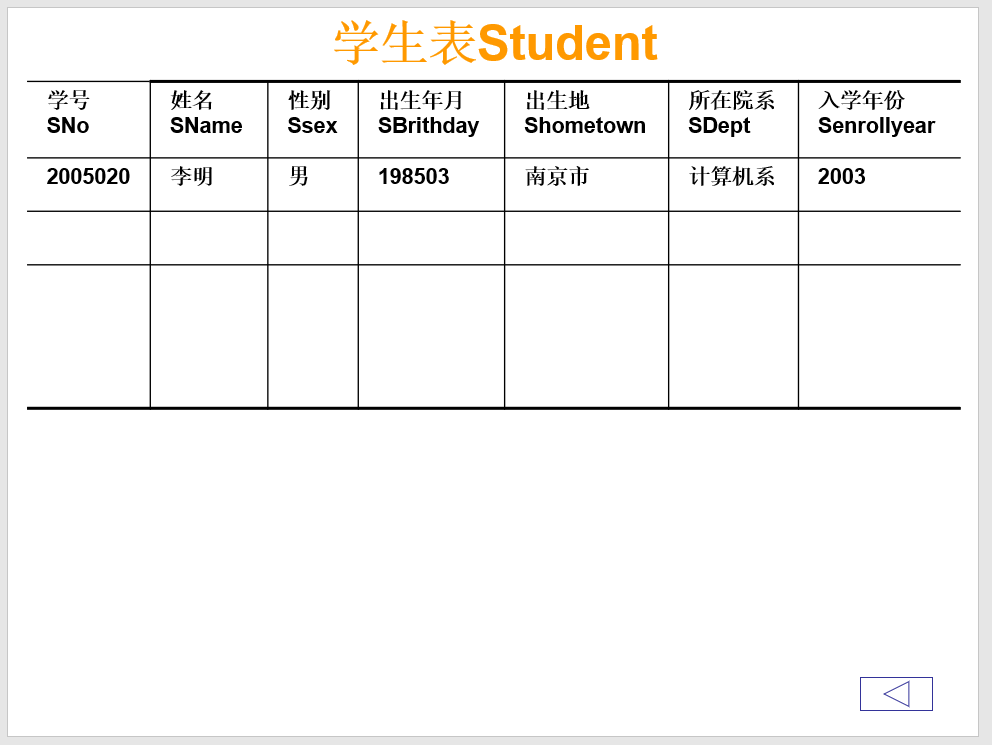 学生表Student
学号 姓名 性别 出生年月 出生地 所在院系 入学年份
SNo SName Ssex SBrithday Shometown SDept Senrollyear
2005020 李明 男 198503 南京市 计算机系 2003